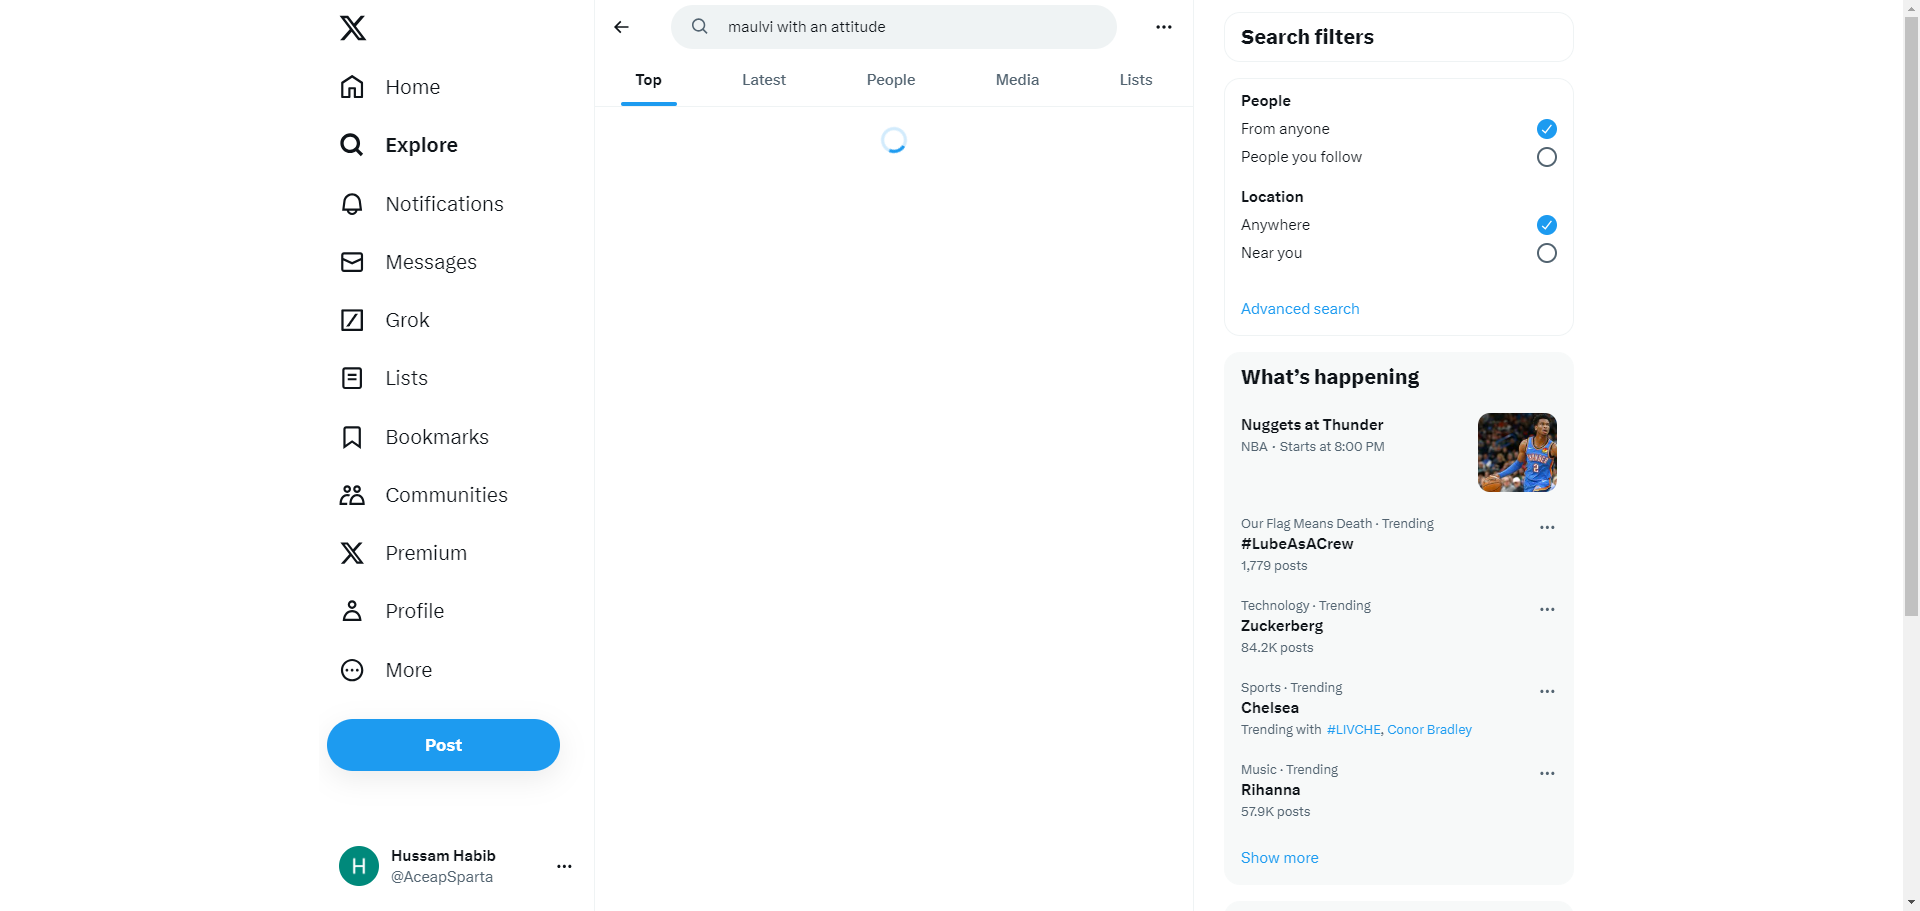 Home
Explore
Notifications
Messages
Grok
Lists
Bookmarks
Communities
Premium
Profile
More
Post
H
Hussam Habib
@AceapSparta
maulvi with an attitude
Top Latest People Media Lists
Search filters
People
From anyone
People you follow
Location
Anywhere
Near you
Advanced search
What’s happening
Nuggets at Thunder
NBA · Starts at 8:00 PM
THUNDER
2
Our Flag Means Death · Trending
#LubeAsACrew
1,779 posts
Technology · Trending
Zuckerberg
84.2K posts
Sports · Trending
Chelsea
Trending with #LIVCHE, Conor Bradley
Music · Trending
Rihanna
57.9K posts
Show more